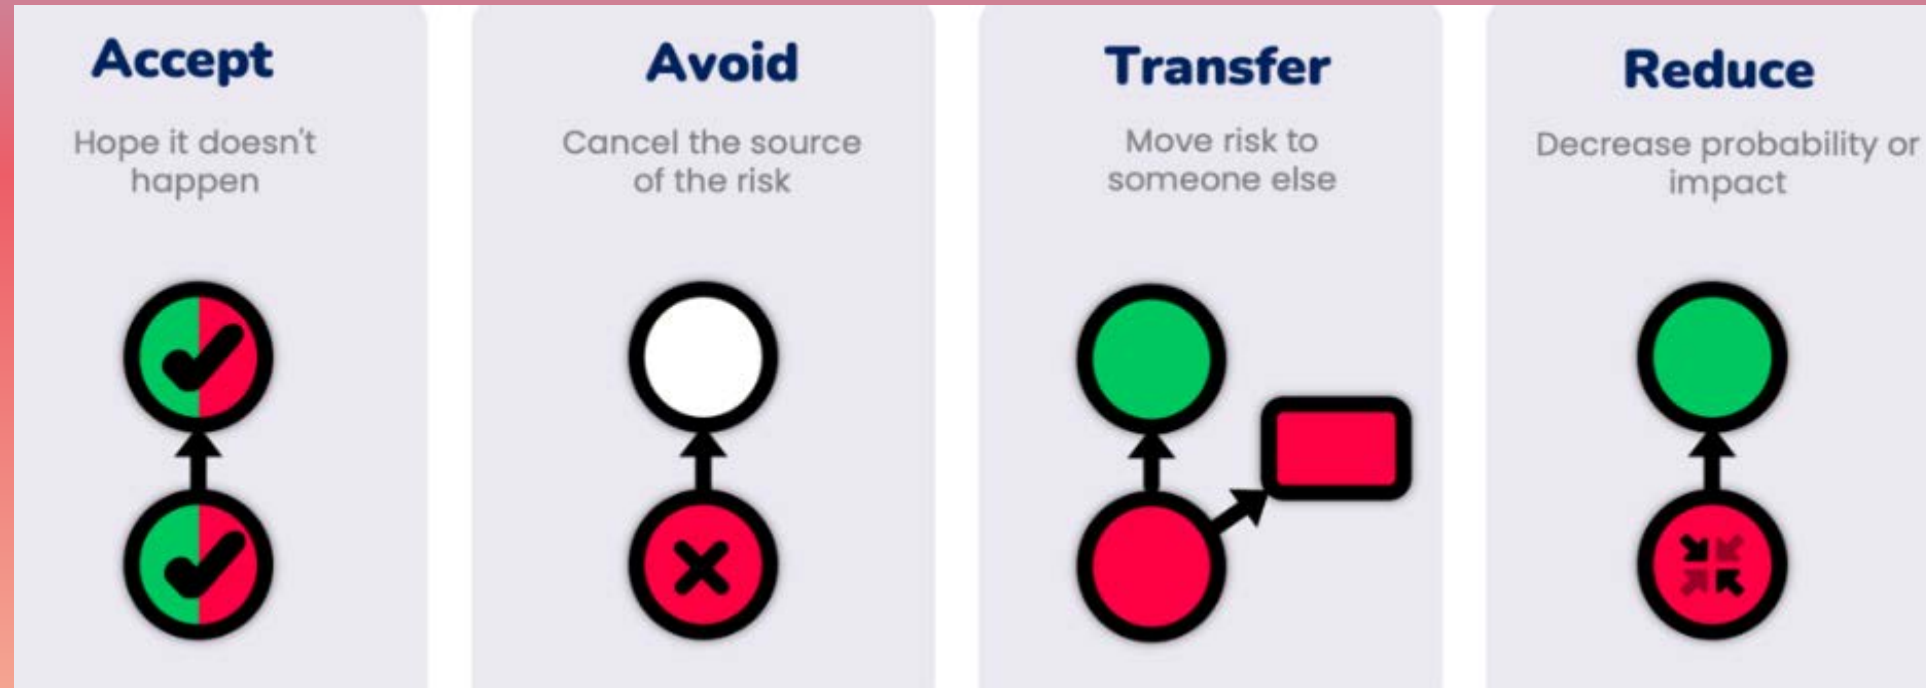 Accept
Hope it doesn't
happen
Avoid
Cancel the source
of the risk
Transfer
Move risk to
someone else
Reduce
Decrease probability or
impact